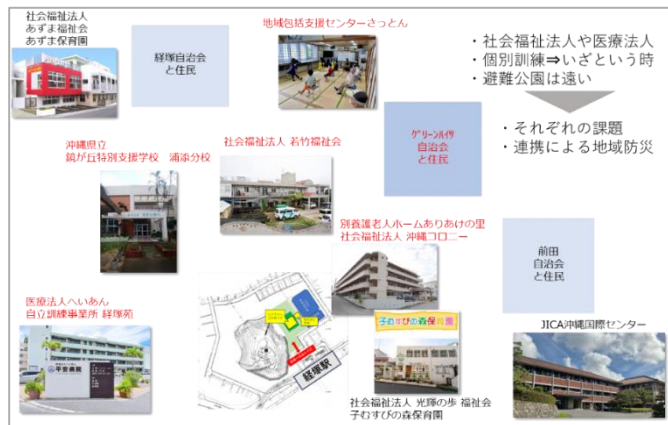 社会福祉法人
あずま福祉会
あずま保育園
経塚自治会
と住民
地域包括支援センターさっとん
・社会福祉法人や医療法人
・個別訓練⇒いざという時
・避難公園は遠い
・それぞれの課題
・連携による地域防災
沖縄県立
鏡が丘特別支援学校 浦添分校
社会福祉法人 若竹福祉会
グリーンハイツ
自治会
と住民
別養護老人ホームありあけの里
社会福祉法人 沖縄コロニー
前田
自治会
と住民
医療法人へいあん
自立訓練事業所 経塚苑
平安病院
経塚駅
子むすびの森保育園
社会福祉法人 光輝の歩 福祉会
子むすびの森保育園
JICA沖縄国際センター